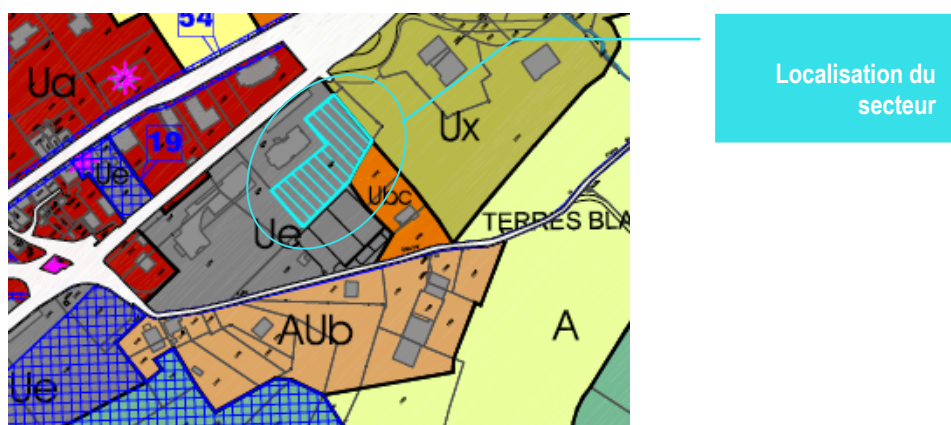 54
Ua
Localisation du
secteur
Ux
19
Ue
Ubc
Ue
TERRES BLA
AUb
A
Ue